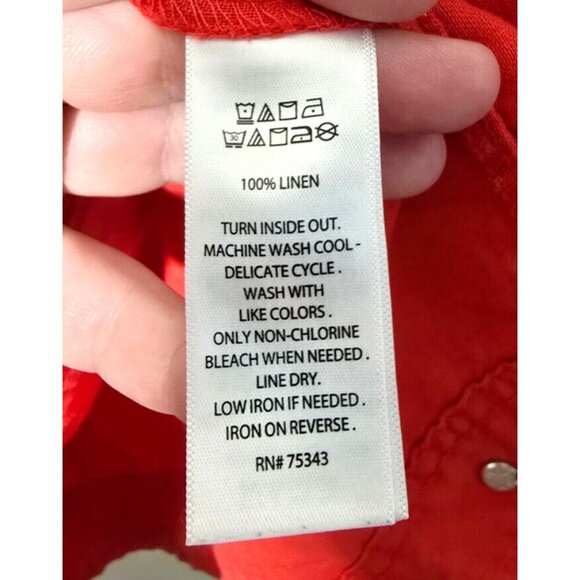 30
100% LINEN
TURN INSIDE OUT.
MACHINE WASH COOL -
DELICATE CYCLE .
WASH WITH
LIKE COLORS .
ONLY NON-CHLORINE
BLEACH WHEN NEEDED .
LINE DRY.
LOW IRON IF NEEDED .
IRON ON REVERSE .
RN# 75343